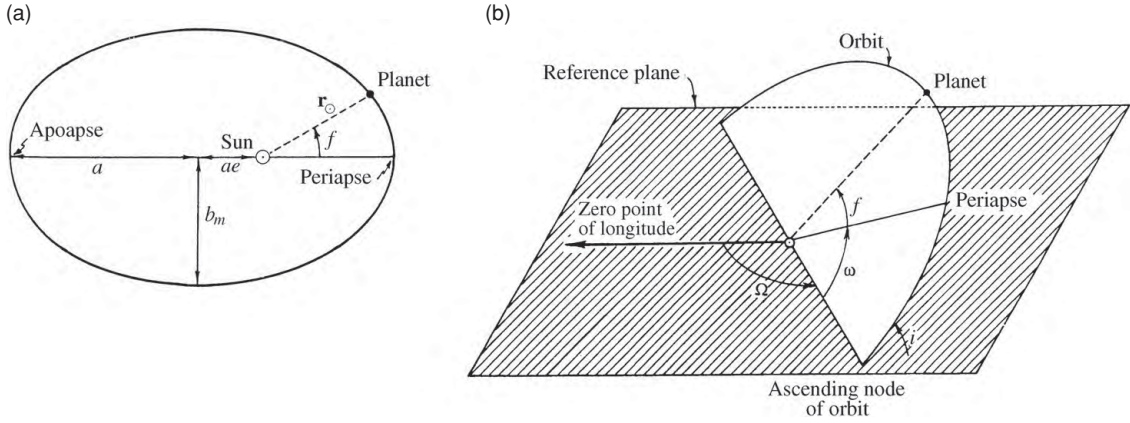 (a)
Planet
r☉
f
Sun
Apoapse
a
ae
Periapse
b_m
(b)
Orbit
Reference plane
Planet
Zero point
of longitude
f
Periapse
Ω
ω
i
Ascending node
of orbit